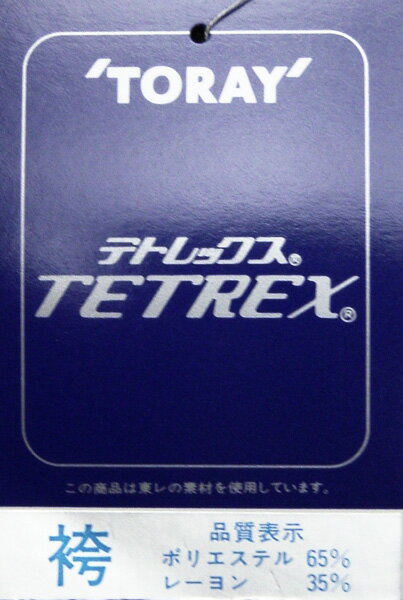 'TORAY'
テトレックス®
TETREX®
この商品は東レの素材を使用しています。
袴
品質表示
ポリエステル 65%
レーヨン 35%